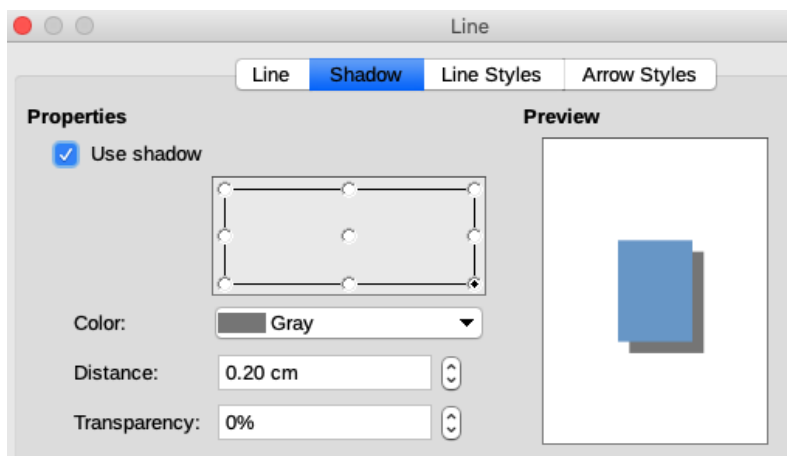 Line
Line Shadow Line Styles Arrow Styles
Properties Preview
Use shadow
Color: Gray
Distance: 0.20 cm
Transparency: 0%